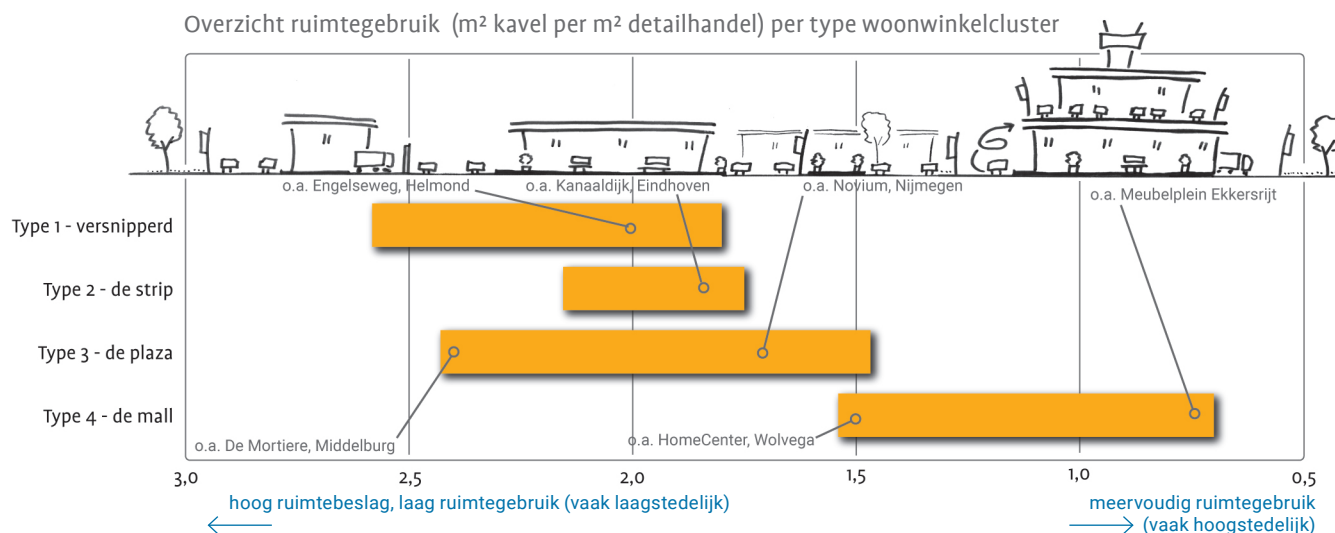 Overzicht ruimtegebruik (m² kavel per m² detailhandel) per type woonwinkelcluster
o.a. Engelseweg, Helmond
o.a. Kanaaldijk, Eindhoven
o.a. Novium, Nijmegen
o.a. Meubelplein Ekkersrijt
Type 1 - versnipperd
Type 2 - de strip
Type 3 - de plaza
Type 4 - de mall
o.a. De Mortiere, Middelburg
o.a. HomeCenter, Wolvega
3,0
2,5
2,0
1,5
1,0
0,5
hoog ruimtebeslag, laag ruimtegebruik (vaak laagstedelijk)
meervoudig ruimtegebruik
(vaak hoogstedelijk)